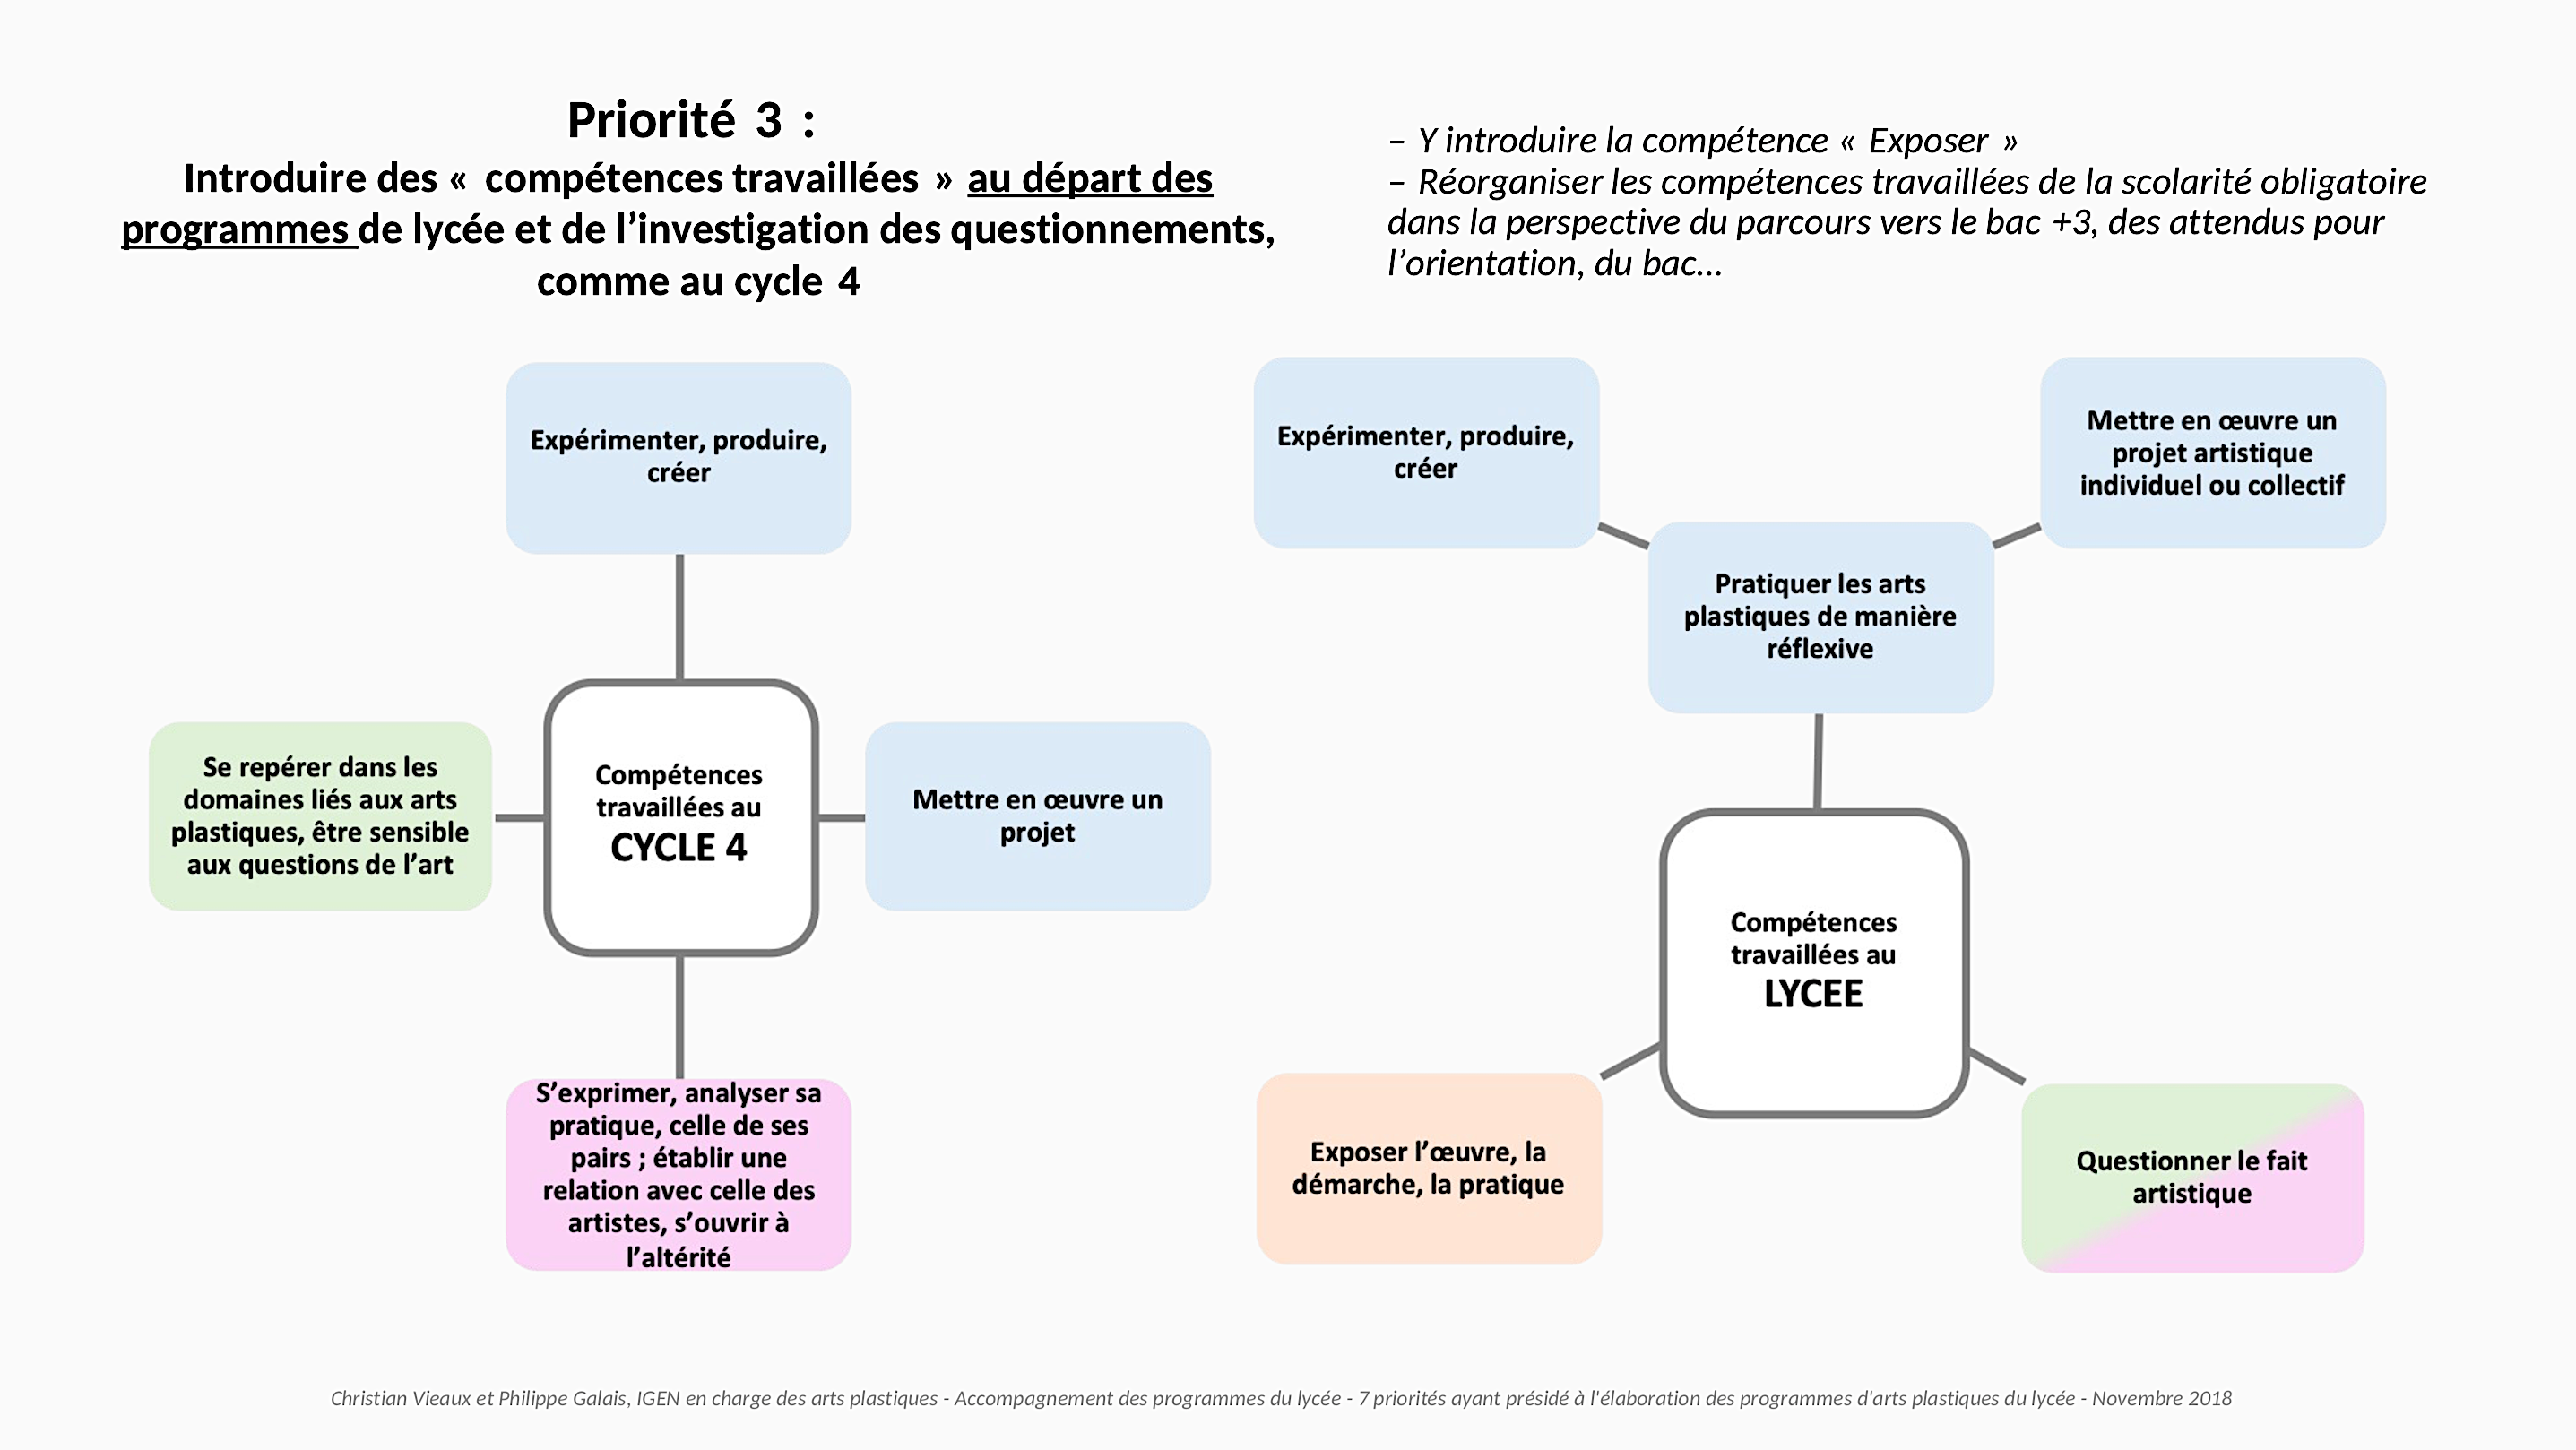 Priorité 3 :
Introduire des « compétences travaillées » au départ des
programmes de lycée et de l’investigation des questionnements,
comme au cycle 4
– Y introduire la compétence « Exposer »
– Réorganiser les compétences travaillées de la scolarité obligatoire
dans la perspective du parcours vers le bac +3, des attendus pour
l’orientation, du bac…
Expérimenter, produire,
créer
Se repérer dans les
domaines liés aux arts
plastiques, être sensible
aux questions de l’art
Compétences
travaillées au
CYCLE 4
Mettre en œuvre un
projet
S’exprimer, analyser sa
pratique, celle de ses
pairs ; établir une
relation avec celle des
artistes, s’ouvrir à
l’altérité
Expérimenter, produire,
créer
Mettre en œuvre un
projet artistique
individuel ou collectif
Pratiquer les arts
plastiques de manière
réflexive
Compétences
travaillées au
LYCEE
Exposer l’œuvre, la
démarche, la pratique
Questionner le fait
artistique
Christian Vieaux et Philippe Galais, IGEN en charge des arts plastiques - Accompagnement des programmes du lycée - 7 priorités ayant présidé à l'élaboration des programmes d'arts plastiques du lycée - Novembre 2018